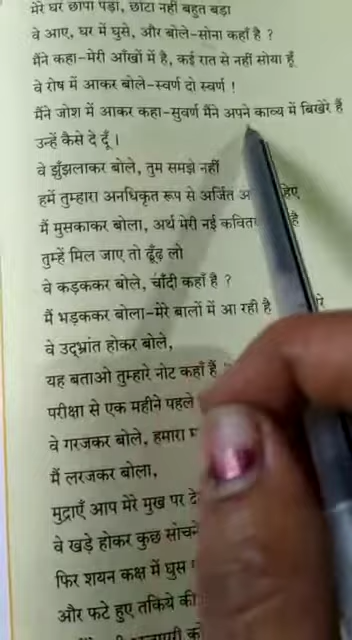 मेरे घर छापा पड़ा, छोटा नहीं बहुत बड़ा
वे आए, घर में घुसे, और बोले-सोना कहाँ है ?
मैंने कहा-मेरी आँखों में है, कई रात से नहीं सोया हूँ
वे रोष में आकर बोले-स्वर्ण दो स्वर्ण !
मैंने जोश में आकर कहा-सुवर्ण मैंने अपने काव्य में बिखेरे हैं
उन्हें कैसे दे दूँ।
वे झुँझलाकर बोले, तुम समझे नहीं
हमें तुम्हारा अनधिकृत रूप से अर्जित
मैं मुसकाकर बोला, अर्थ मेरी नई है
तुम्हें मिल जाए तो ढूँढ़ लो
वे कड़ककर बोले, चाँदी कहाँ है ?
मैं भड़ककर बोला-मेरे बालों में आ रही है
वे उद्भ्रांत होकर बोले,
यह बताओ तुम्हारे नोट कहाँ हैं
परीक्षा से एक महीने पहले
वे गरजकर बोले, हमारा
मैं लरजकर बोला,
मुद्राएँ आप मेरे मुख पर
वे खड़े होकर कुछ सोचने
फिर शयन कक्ष में घुस
और फटे हुए तकिये की